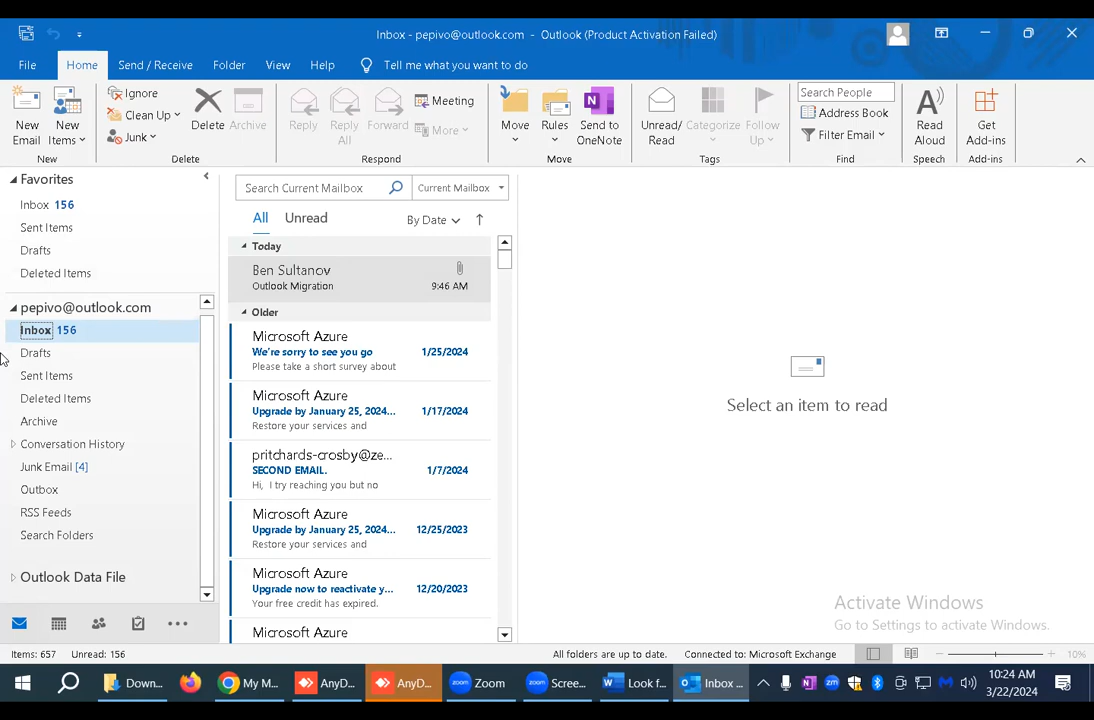 Inbox - pepivo@outlook.com - Outlook (Product Activation Failed)
File Home Send / Receive Folder View Help Tell me what you want to do
New Email
New Items
New
Ignore
Clean Up
Junk
Delete
Archive
Delete
Reply
Reply All
Forward
Meeting
More
Respond
Move
Rules
Send to OneNote
Move
Unread/ Read
Categorize
Follow Up
Tags
Search People
Address Book
Filter Email
Find
Read Aloud
Speech
Get Add-ins
Add-ins
Favorites
Inbox 156
Sent Items
Drafts
Deleted Items
pepivo@outlook.com
Inbox 156
Drafts
Sent Items
Deleted Items
Archive
Conversation History
Junk Email [4]
Outbox
RSS Feeds
Search Folders
Outlook Data File
Search Current Mailbox Current Mailbox
All Unread By Date
Today
Ben Sultanov
Outlook Migration 9:46 AM
Older
Microsoft Azure
We're sorry to see you go 1/25/2024
Please take a short survey about
Microsoft Azure
Upgrade by January 25, 2024... 1/17/2024
Restore your services and
pritchards-crosby@ze...
SECOND EMAIL. 1/7/2024
Hi, I try reaching you but no
Microsoft Azure
Upgrade by January 25, 2024... 12/25/2023
Restore your services and
Microsoft Azure
Upgrade now to reactivate y... 12/20/2023
Your free credit has expired.
Microsoft Azure
Select an item to read
Activate Windows
Go to Settings to activate Windows.
Items: 657 Unread: 156 All folders are up to date. Connected to: Microsoft Exchange 10%
Down... My M... AnyD... AnyD... Zoom Scree... Look f... Inbox ... 10:24 AM
3/22/2024